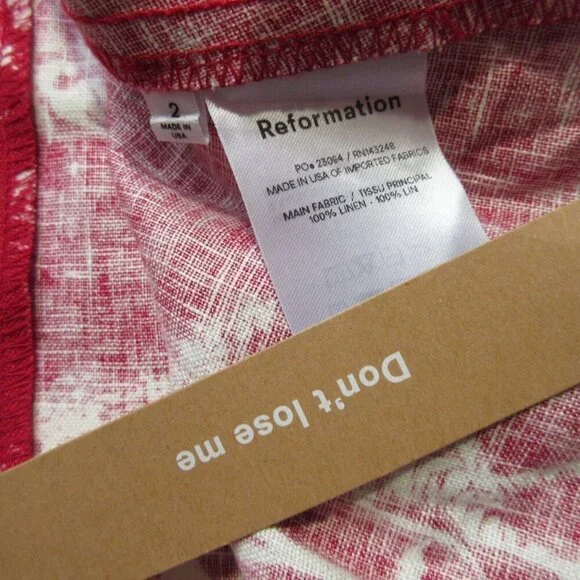 2
MADE IN
USA
Reformation
PO# 23064 / RN143248
MADE IN USA OF IMPORTED FABRICS
MAIN FABRIC / TISSU PRINCIPAL
100% LINEN - 100% LIN
Don't lose me